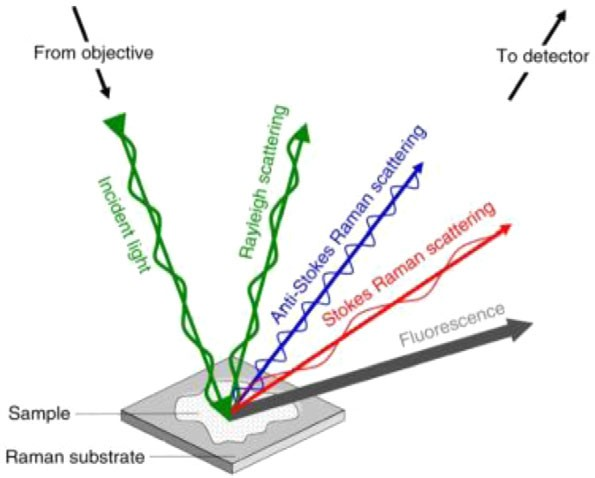 From objective
To detector
Incident light
Rayleigh scattering
Anti-Stokes Raman scattering
Stokes Raman scattering
Fluorescence
Sample
Raman substrate